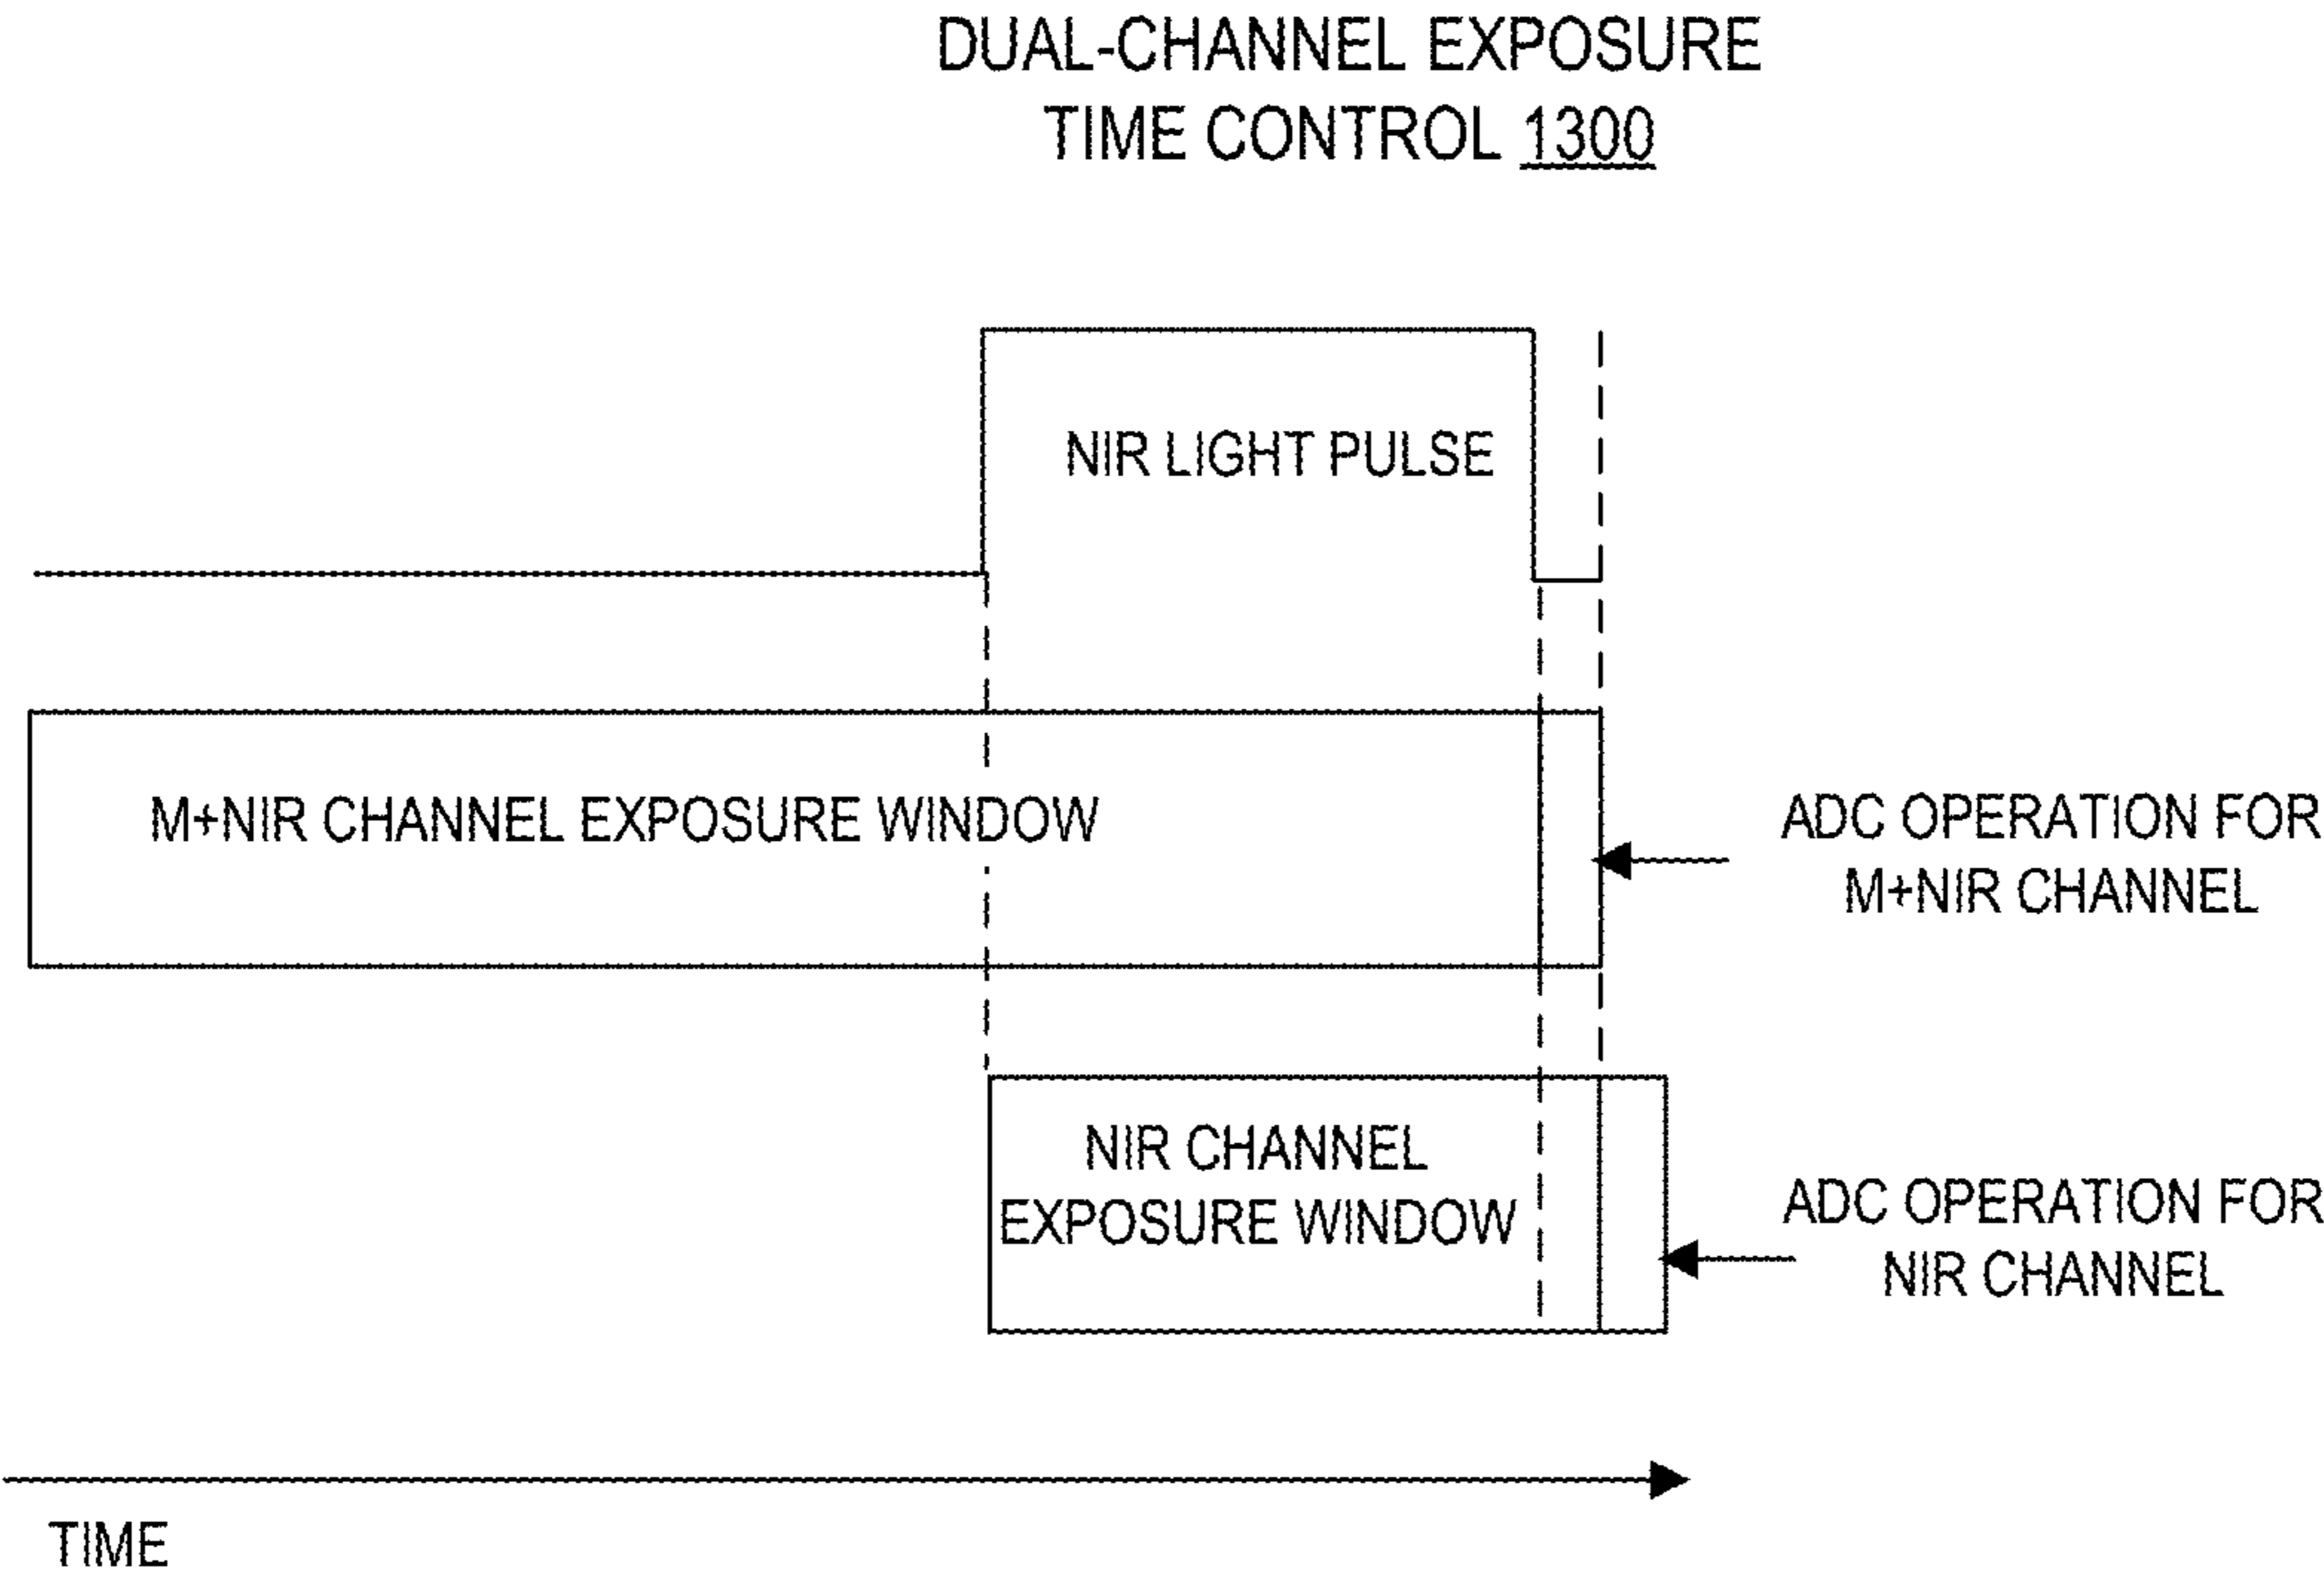 DUAL-CHANNEL EXPOSURE
TIME CONTROL 1300
NIR LIGHT PULSE
M+NIR CHANNEL EXPOSURE WINDOW
ADC OPERATION FOR
M+NIR CHANNEL
NIR CHANNEL
EXPOSURE WINDOW
ADC OPERATION FOR
NIR CHANNEL
TIME